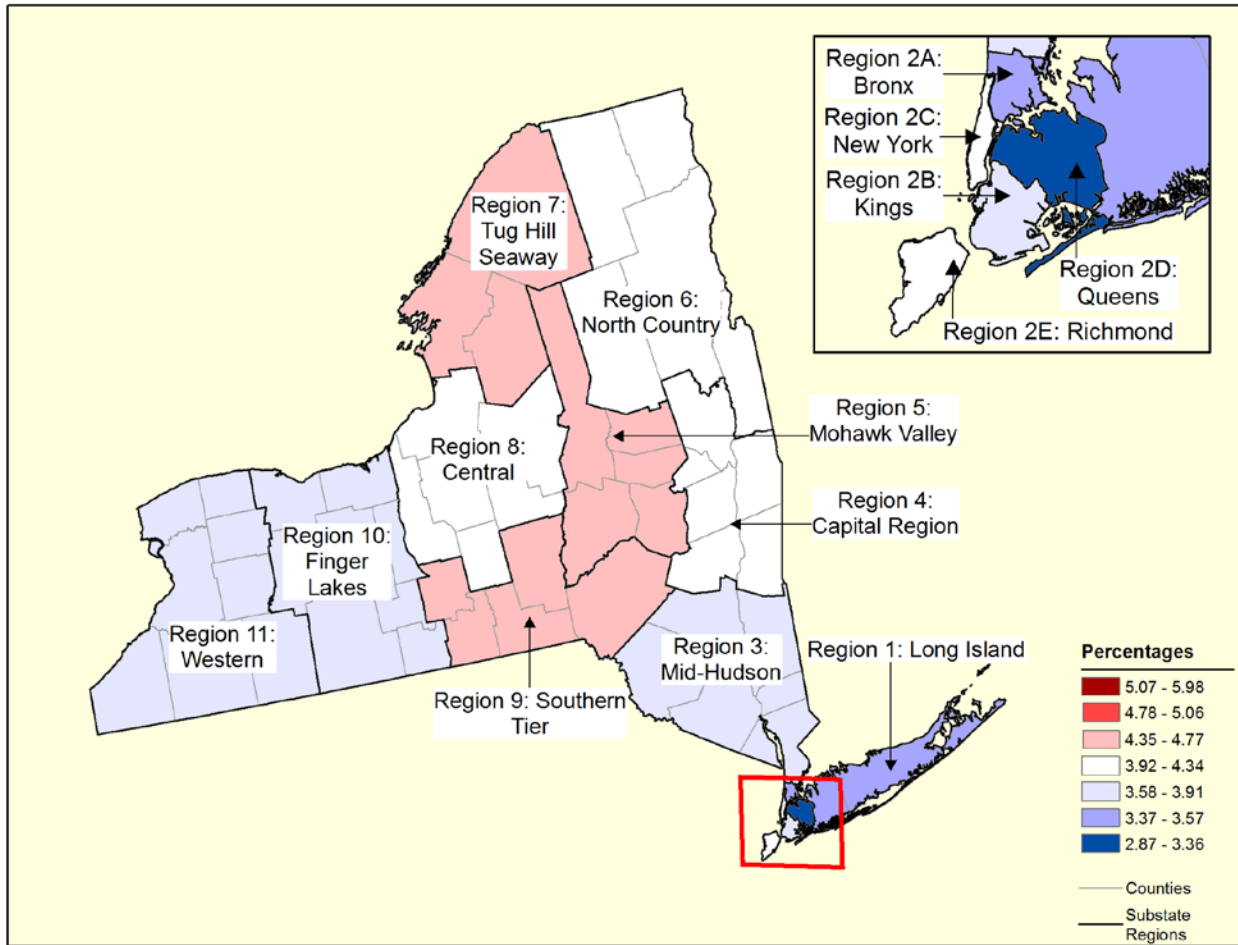 Region 2A:
Bronx
Region 2C:
New York
Region 2B:
Kings
Region 2D:
Queens
Region 2E: Richmond
Region 7:
Tug Hill
Seaway
Region 6:
North Country
Region 5:
Mohawk Valley
Region 8:
Central
Region 4:
Capital Region
Region 10:
Finger
Lakes
Region 11:
Western
Region 3:
Mid-Hudson
Region 1: Long Island
Region 9: Southern
Tier
Percentages
5.07 - 5.98
4.78 - 5.06
4.35 - 4.77
3.92 - 4.34
3.58 - 3.91
3.37 - 3.57
2.87 - 3.36
Counties
Substate
Regions